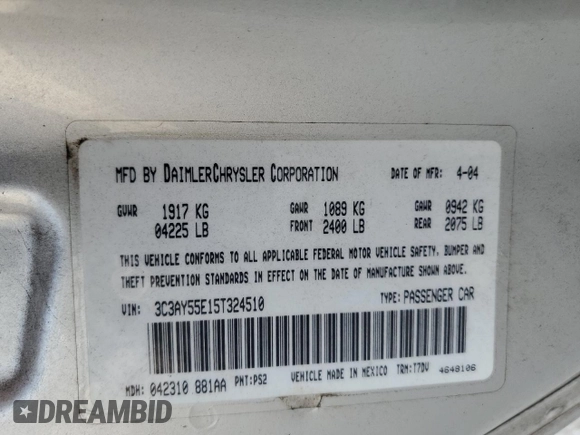 MFD BY DAIMLERCHRYSLER CORPORATION DATE OF MFR: 4-04
GVWR 1917 KG GAWR 1089 KG GAWR 0942 KG
04225 LB FRONT 2400 LB REAR 2075 LB
THIS VEHICLE CONFORMS TO ALL APPLICABLE FEDERAL MOTOR VEHICLE SAFETY, BUMPER AND
THEFT PREVENTION STANDARDS IN EFFECT ON THE DATE OF MANUFACTURE SHOWN ABOVE.
VIN: 3C3AY55E15T324510 TYPE: PASSENGER CAR
MDH: 042310 881AA PNT: PS2 VEHICLE MADE IN MEXICO TRM: T7DV 4648106
DREAMBID